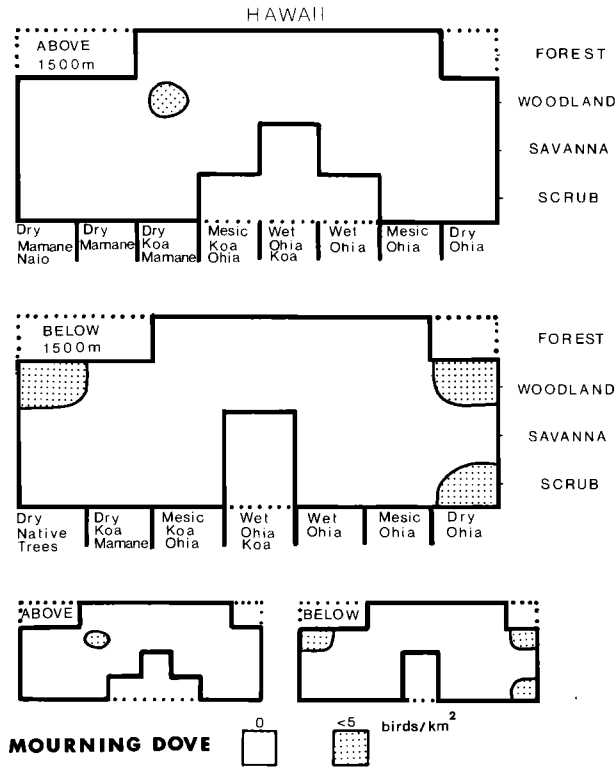 HAWAII
ABOVE
1500m
FOREST
WOODLAND
SAVANNA
SCRUB
Dry Mamane Naio
Dry Mamane
Dry Koa Mamane
Mesic Koa Ohia
Wet Ohia Koa
Wet Ohia
Mesic Ohia
Dry Ohia
BELOW
1500m
FOREST
WOODLAND
SAVANNA
SCRUB
Dry Native Trees
Dry Koa Mamane
Mesic Koa Ohia
Wet Ohia Koa
Wet Ohia
Mesic Ohia
Dry Ohia
ABOVE
BELOW
MOURNING DOVE
0
<5
birds/km²